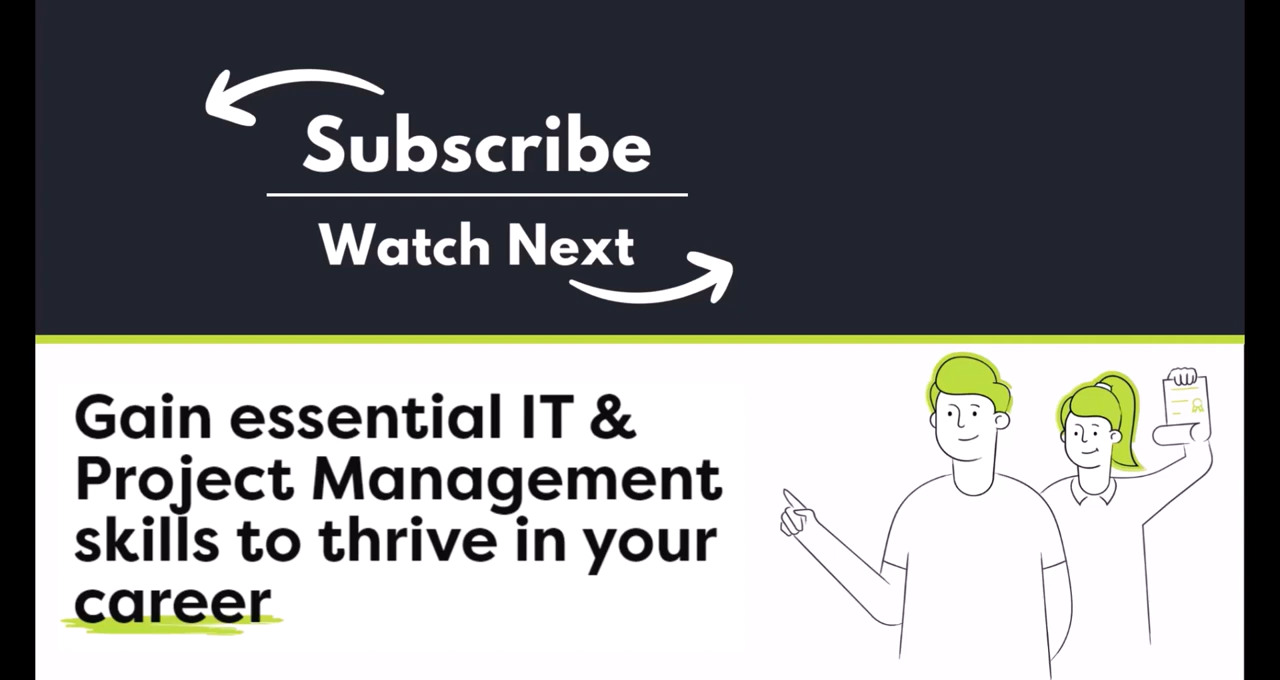 Subscribe
Watch Next
Gain essential IT &
Project Management
skills to thrive in your
career